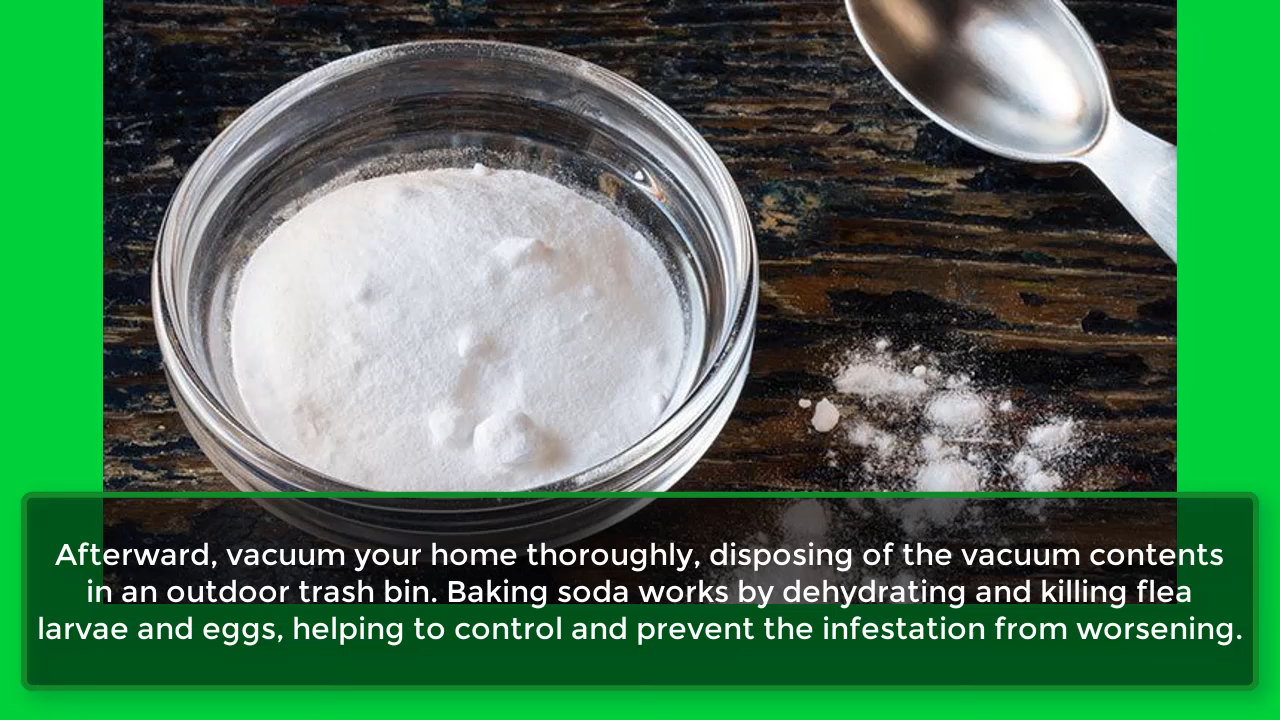 Afterward, vacuum your home thoroughly, disposing of the vacuum contents
in an outdoor trash bin. Baking soda works by dehydrating and killing flea
larvae and eggs, helping to control and prevent the infestation from worsening.